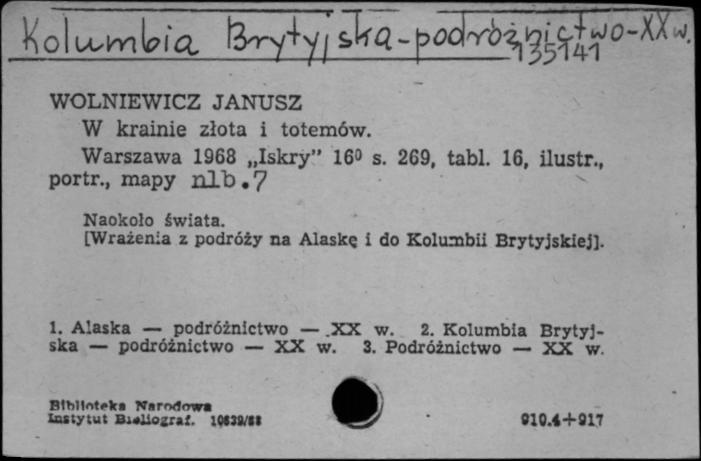 Kolumbia Brytyjska-podróżnictwo-XX w.
135141
WOLNIEWICZ JANUSZ
W krainie złota i totemów.
Warszawa 1968 „Iskry” 16⁰ s. 269, tabl. 16, ilustr.,
portr., mapy nlb.7
Naokoło świata.
[Wrażenia z podróży na Alaskę i do Kolumbii Brytyjskiej].
1. Alaska — podróżnictwo — XX w. 2. Kolumbia Brytyj-
ska — podróżnictwo — XX w. 3. Podróżnictwo — XX w.
Biblioteka Narodowa
Instytut Bibliograf. 10639/68
910.4+917